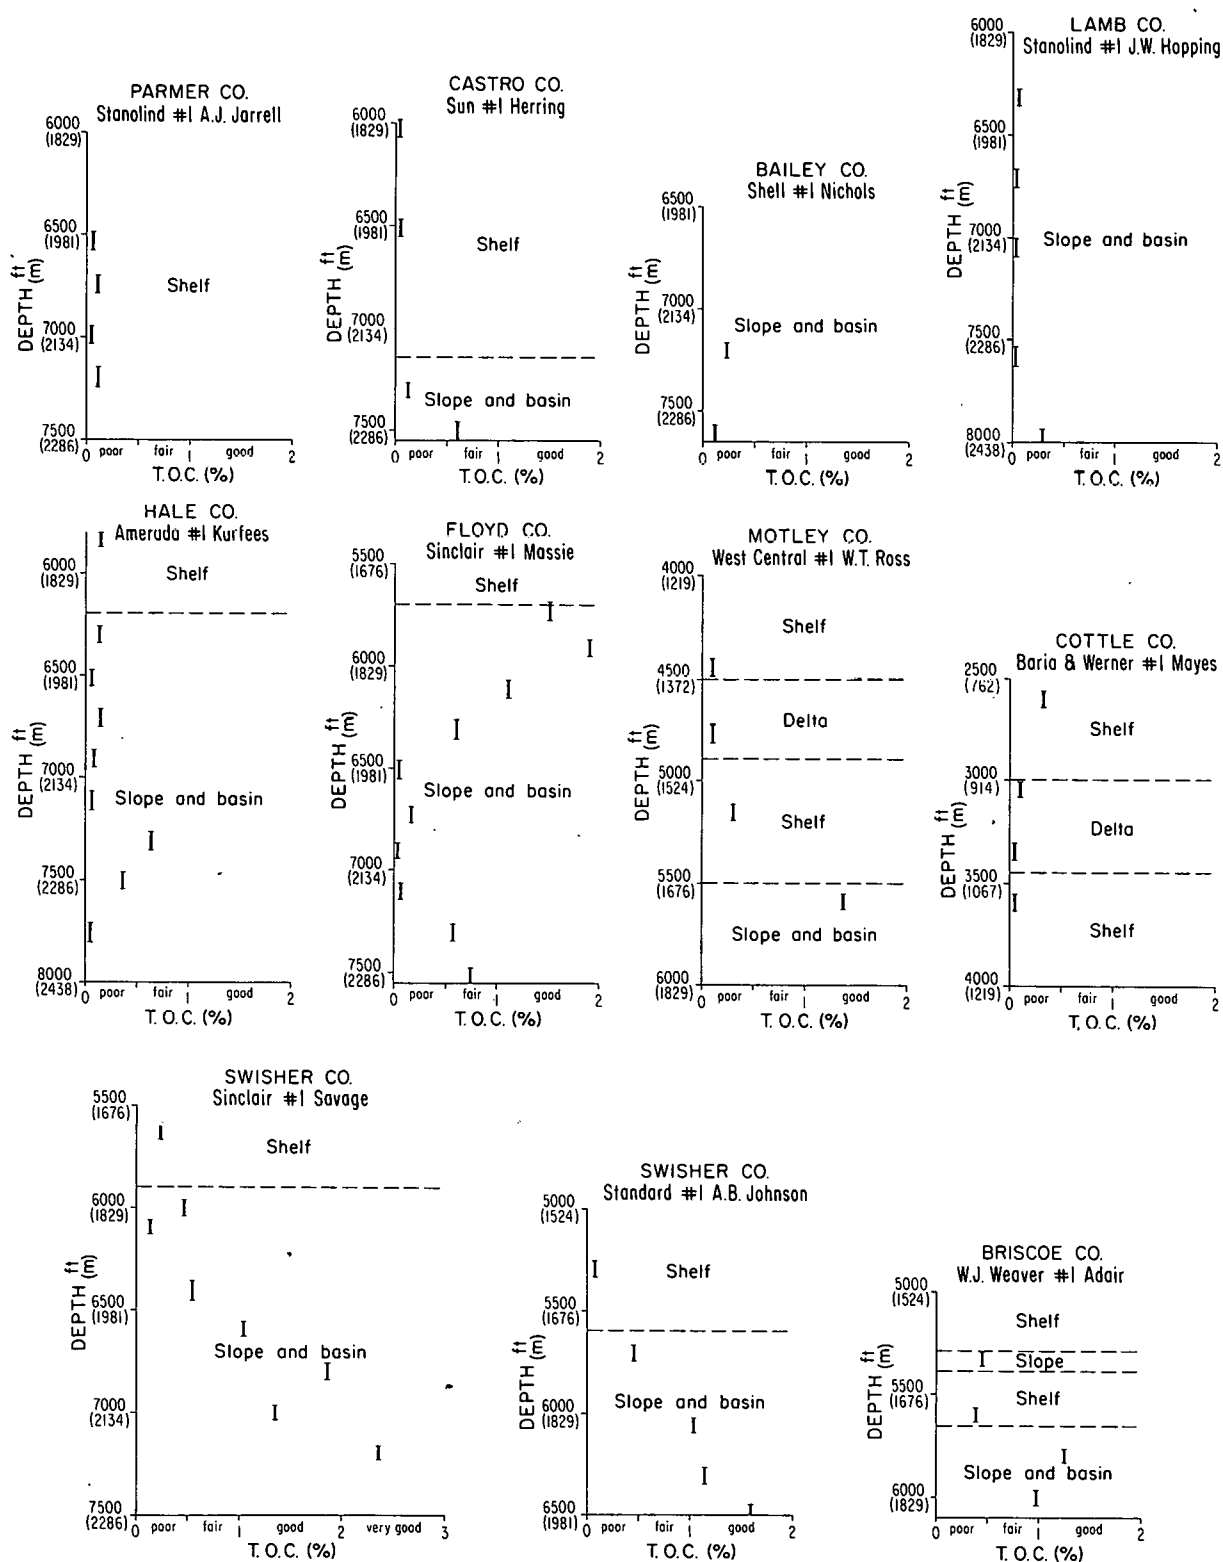 PARMER CO.
Stanolind #1 A.J. Jarrell
6000
(1829)
6500
(1981)
7000
(2134)
7500
(2286)
DEPTH ft (m)
Shelf
0 poor fair 1 good 2
T.O.C. (%)
CASTRO CO.
Sun #1 Herring
6000
(1829)
6500
(1981)
7000
(2134)
7500
(2286)
DEPTH ft (m)
Shelf
Slope and basin
0 poor fair 1 good 2
T.O.C. (%)
BAILEY CO.
Shell #1 Nichols
6500
(1981)
7000
(2134)
7500
(2286)
DEPTH ft (m)
Slope and basin
0 poor fair 1 good 2
T.O.C. (%)
LAMB CO.
Stanolind #1 J.W. Hopping
6000
(1829)
6500
(1981)
7000
(2134)
7500
(2286)
8000
(2438)
DEPTH ft (m)
Slope and basin
0 poor fair 1 good 2
T.O.C. (%)
HALE CO.
Amerada #1 Kurfees
6000
(1829)
6500
(1981)
7000
(2134)
7500
(2286)
8000
(2438)
DEPTH ft (m)
Shelf
Slope and basin
0 poor fair 1 good 2
T.O.C. (%)
FLOYD CO.
Sinclair #1 Massie
5500
(1676)
6000
(1829)
6500
(1981)
7000
(2134)
7500
(2286)
DEPTH ft (m)
Shelf
Slope and basin
0 poor fair 1 good 2
T.O.C. (%)
MOTLEY CO.
West Central #1 W.T. Ross
4000
(1219)
4500
(1372)
5000
(1524)
5500
(1676)
6000
(1829)
DEPTH ft (m)
Shelf
Delta
Shelf
Slope and basin
0 poor fair 1 good 2
T.O.C. (%)
COTTLE CO.
Baria & Werner #1 Mayes
2500
(762)
3000
(914)
3500
(1067)
4000
(1219)
DEPTH ft (m)
Shelf
Delta
Shelf
0 poor fair 1 good 2
T.O.C. (%)
SWISHER CO.
Sinclair #1 Savage
5500
(1676)
6000
(1829)
6500
(1981)
7000
(2134)
7500
(2286)
DEPTH ft (m)
Shelf
Slope and basin
0 poor fair 1 good 2 very good 3
T.O.C. (%)
SWISHER CO.
Standard #1 A.B. Johnson
5000
(1524)
5500
(1676)
6000
(1829)
6500
(1981)
DEPTH ft (m)
Shelf
Slope and basin
0 poor fair 1 good 2
T.O.C. (%)
BRISCOE CO.
W.J. Weaver #1 Adair
5000
(1524)
5500
(1676)
6000
(1829)
DEPTH ft (m)
Shelf
Slope
Shelf
Slope and basin
0 poor fair 1 good 2
T.O.C. (%)